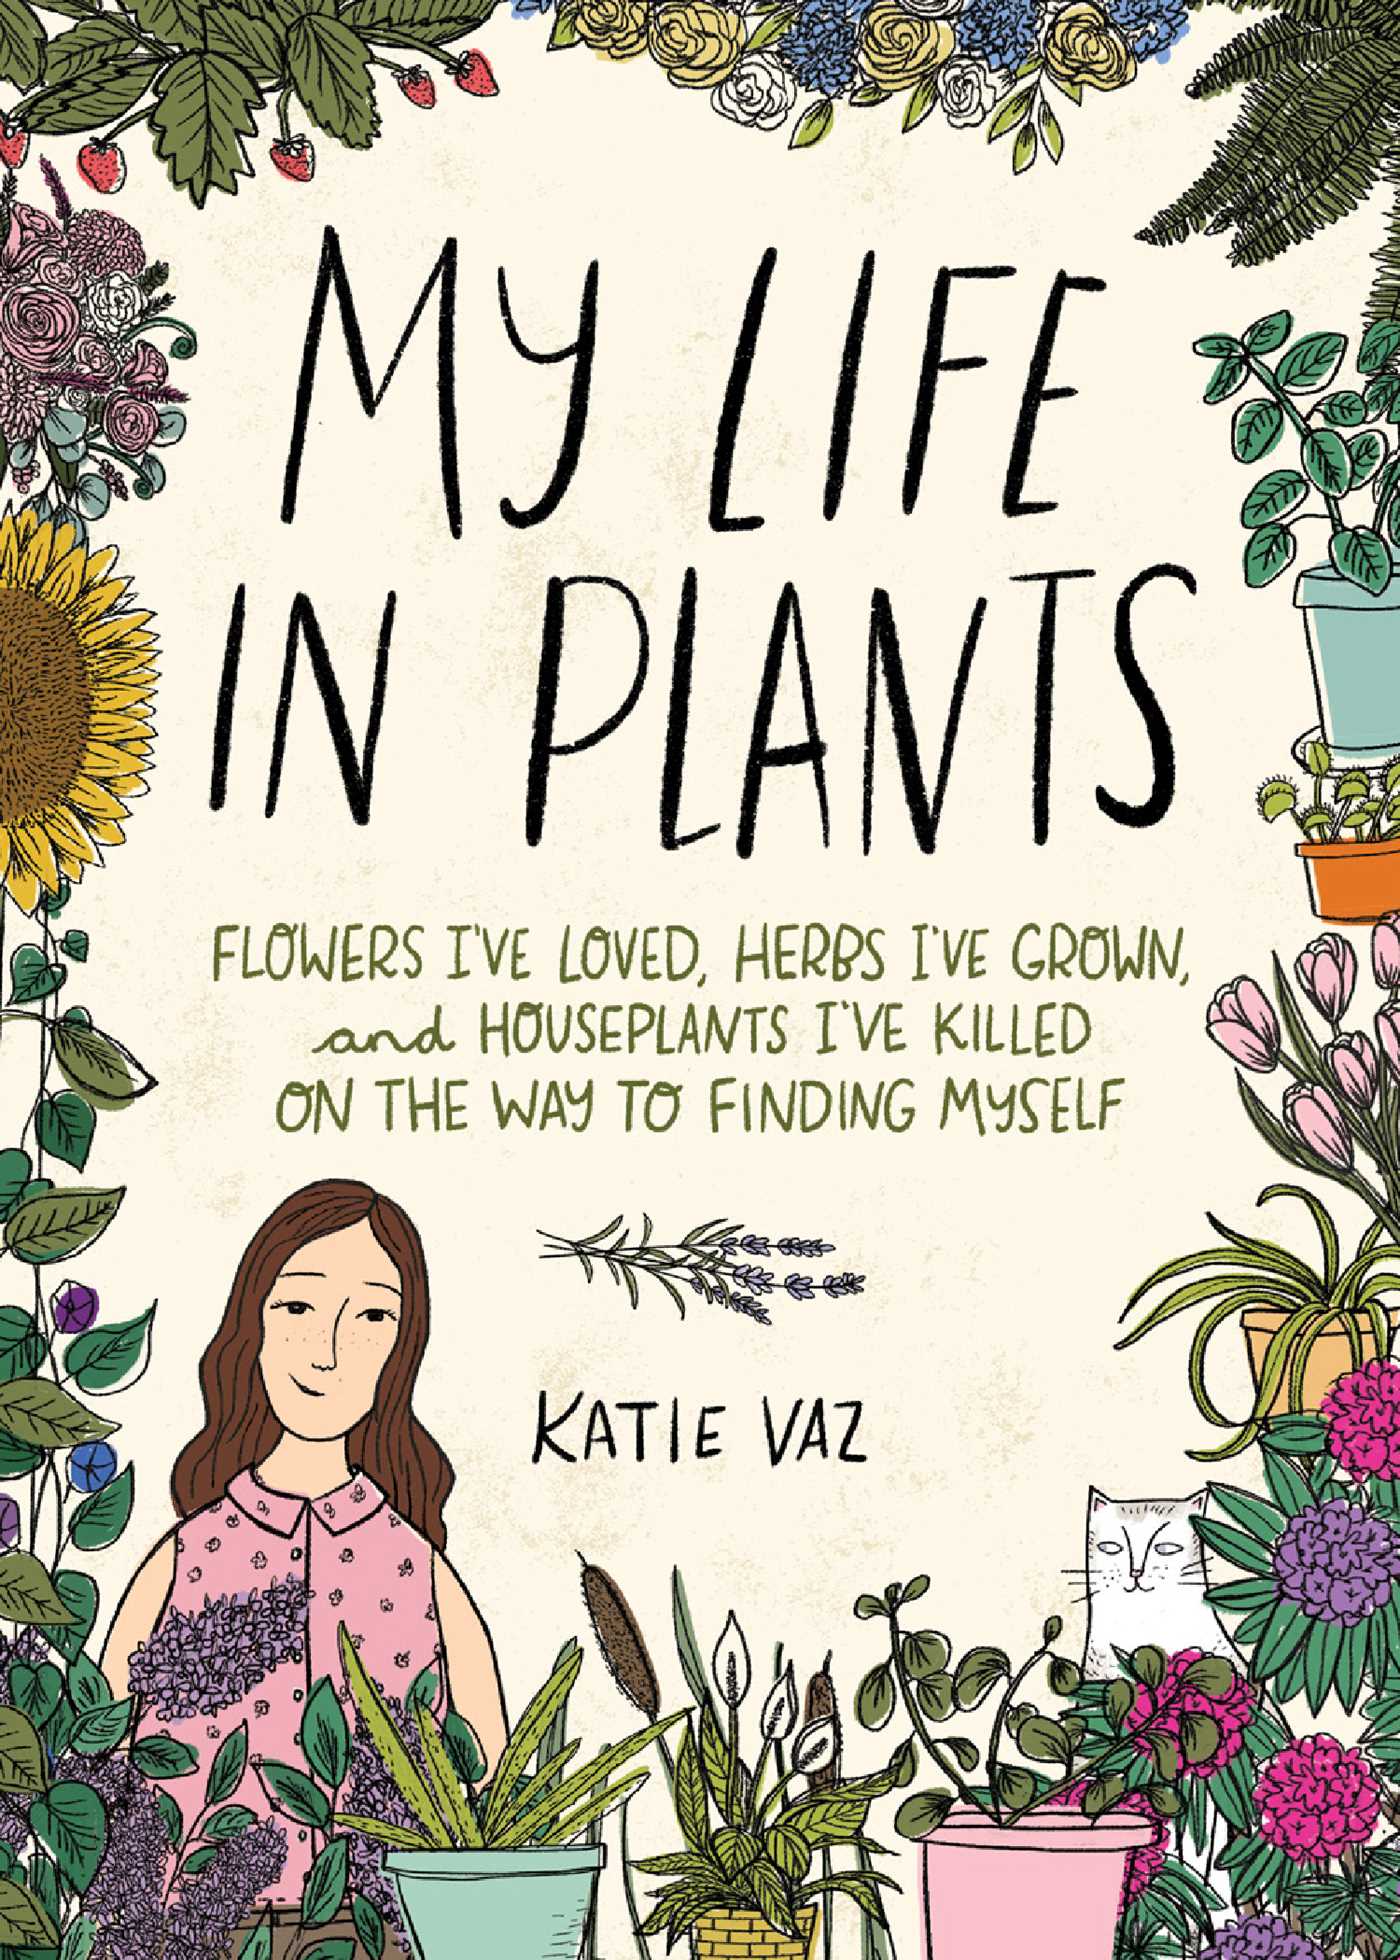 MY LIFE
IN PLANTS
FLOWERS I'VE LOVED, HERBS I'VE GROWN,
and HOUSEPLANTS I'VE KILLED
ON THE WAY TO FINDING MYSELF
KATIE VAZ